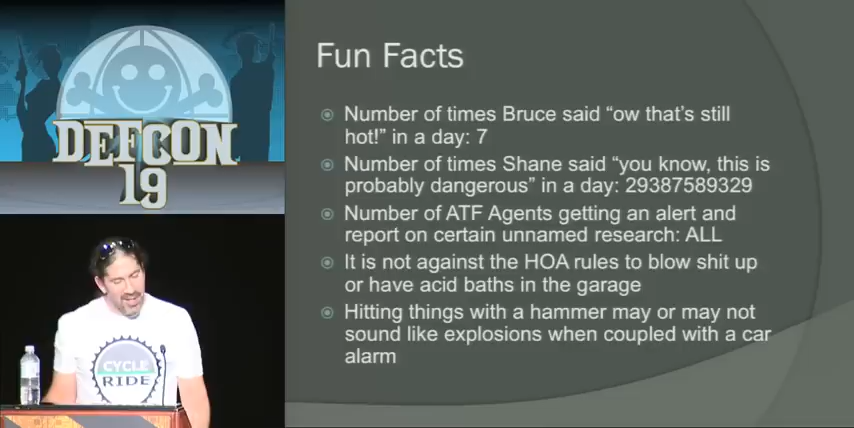 DEFCON
19
CYCLE
RIDE
Fun Facts
Number of times Bruce said “ow that’s still
hot!” in a day: 7
Number of times Shane said “you know, this is
probably dangerous” in a day: 29387589329
Number of ATF Agents getting an alert and
report on certain unnamed research: ALL
It is not against the HOA rules to blow shit up
or have acid baths in the garage
Hitting things with a hammer may or may not
sound like explosions when coupled with a car
alarm